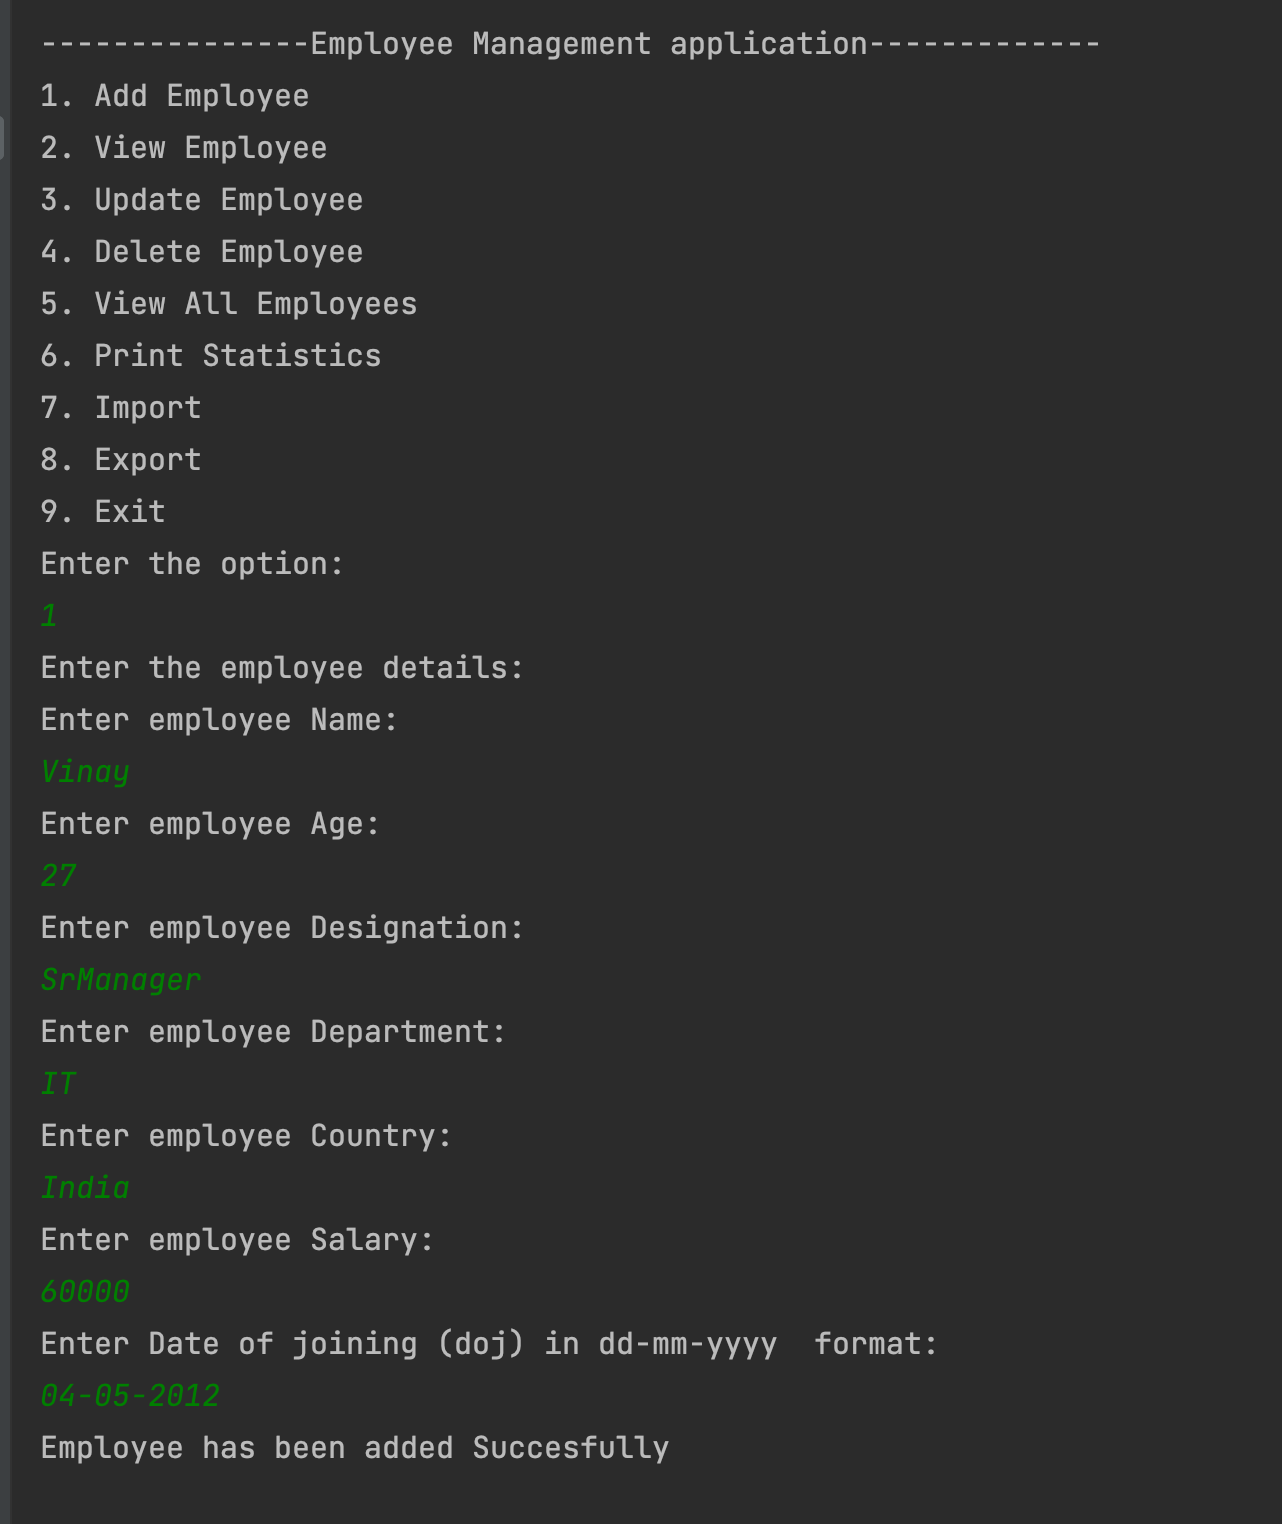 ---------------Employee Management application-------------
1. Add Employee
2. View Employee
3. Update Employee
4. Delete Employee
5. View All Employees
6. Print Statistics
7. Import
8. Export
9. Exit
Enter the option:
1
Enter the employee details:
Enter employee Name:
Vinay
Enter employee Age:
27
Enter employee Designation:
SrManager
Enter employee Department:
IT
Enter employee Country:
India
Enter employee Salary:
60000
Enter Date of joining (doj) in dd-mm-yyyy  format:
04-05-2012
Employee has been added Succesfully